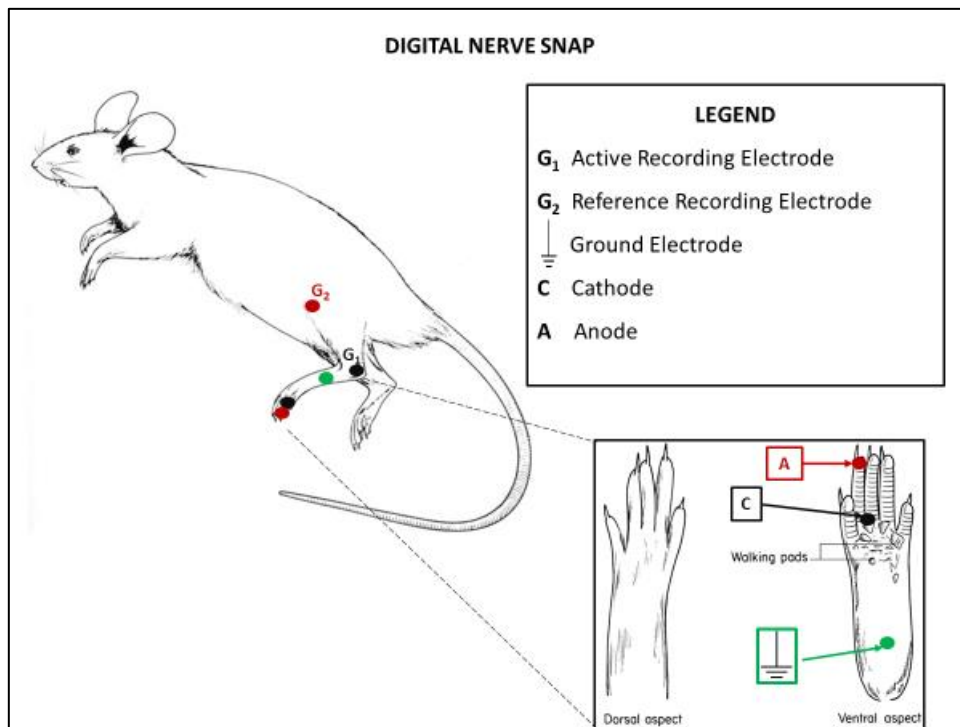 DIGITAL NERVE SNAP
LEGEND
G₁ Active Recording Electrode
G₂ Reference Recording Electrode
Ground Electrode
C Cathode
A Anode
G₂
G₁
A
C
Walking pads
Dorsal aspect
Ventral aspect